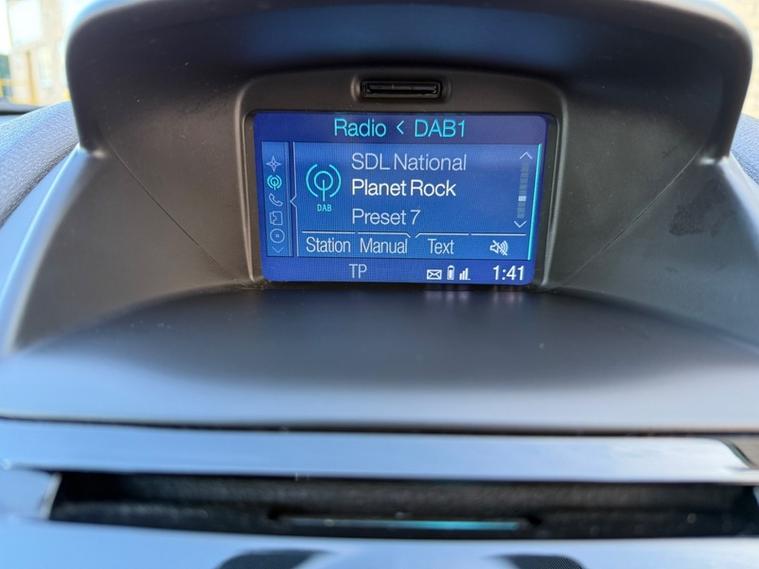 Radio < DAB1
SDL National
Planet Rock
DAB
Preset 7
Station Manual Text
TP 1:41